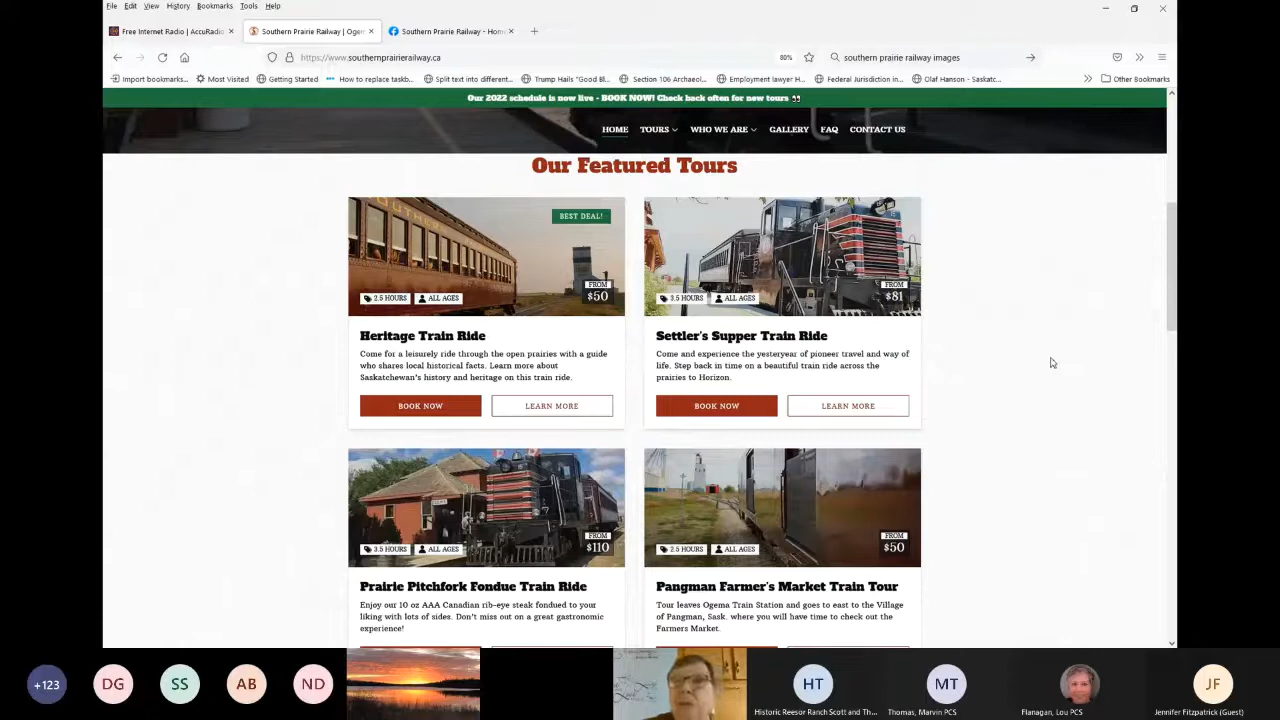 File Edit View History Bookmarks Tools Help
Free Internet Radio | AccuRadio Southern Prairie Railway | Ogem Southern Prairie Railway - Home
https://www.southernprairierailway.ca 80% southern prairie railway images
Import bookmarks... Most Visited Getting Started How to replace taskb... Split text into different... Trump Hails "Good Bl... Section 106 Archaeol... Employment lawyer H... Federal Jurisdiction in... Olaf Hanson - Saskatc... Other Bookmarks
Our 2022 schedule is now live - BOOK NOW! Check back often for new tours 👀
HOME TOURS WHO WE ARE GALLERY FAQ CONTACT US
Our Featured Tours
BEST DEAL!
2.5 HOURS ALL AGES FROM $50
Heritage Train Ride
Come for a leisurely ride through the open prairies with a guide
who shares local historical facts. Learn more about
Saskatchewan's history and heritage on this train ride.
BOOK NOW LEARN MORE
3.5 HOURS ALL AGES FROM $81
Settler's Supper Train Ride
Come and experience the yesteryear of pioneer travel and way of
life. Step back in time on a beautiful train ride across the
prairies to Horizon.
BOOK NOW LEARN MORE
3.5 HOURS ALL AGES FROM $110
Prairie Pitchfork Fondue Train Ride
Enjoy our 10 oz AAA Canadian rib-eye steak fondued to your
liking with lots of sides. Don't miss out on a great gastronomic
experience!
2.5 HOURS ALL AGES FROM $50
Pangman Farmer's Market Train Tour
Tour leaves Ogema Train Station and goes to east to the Village
of Pangman, Sask. where you will have time to check out the
Farmers Market.
+123 DG SS AB ND HT MT JF
Historic Reesor Ranch Scott and Th... Thomas, Marvin PCS Flanagan, Lou PCS Jennifer Fitzpatrick (Guest)